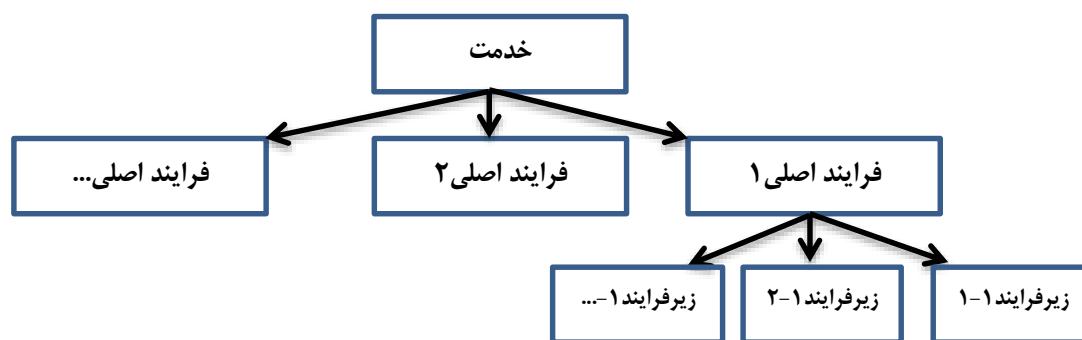 خدمت
فرایند اصلی۱
فرایند اصلی۲
فرایند اصلی...
زیرفرایند۱-۱
زیرفرایند۱-۲
زیرفرایند۱-...